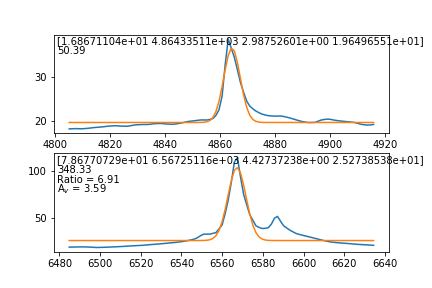 [1.68671104e+01 4.86433511e+03 2.98752601e+00 1.96496551e+01]
50.39
30
20
4800 4820 4840 4860 4880 4900 4920
[7.86770729e+01 6.56725116e+03 4.42737238e+00 2.52738538e+01]
348.33
Ratio = 6.91
Av = 3.59
100
50
6480 6500 6520 6540 6560 6580 6600 6620 6640